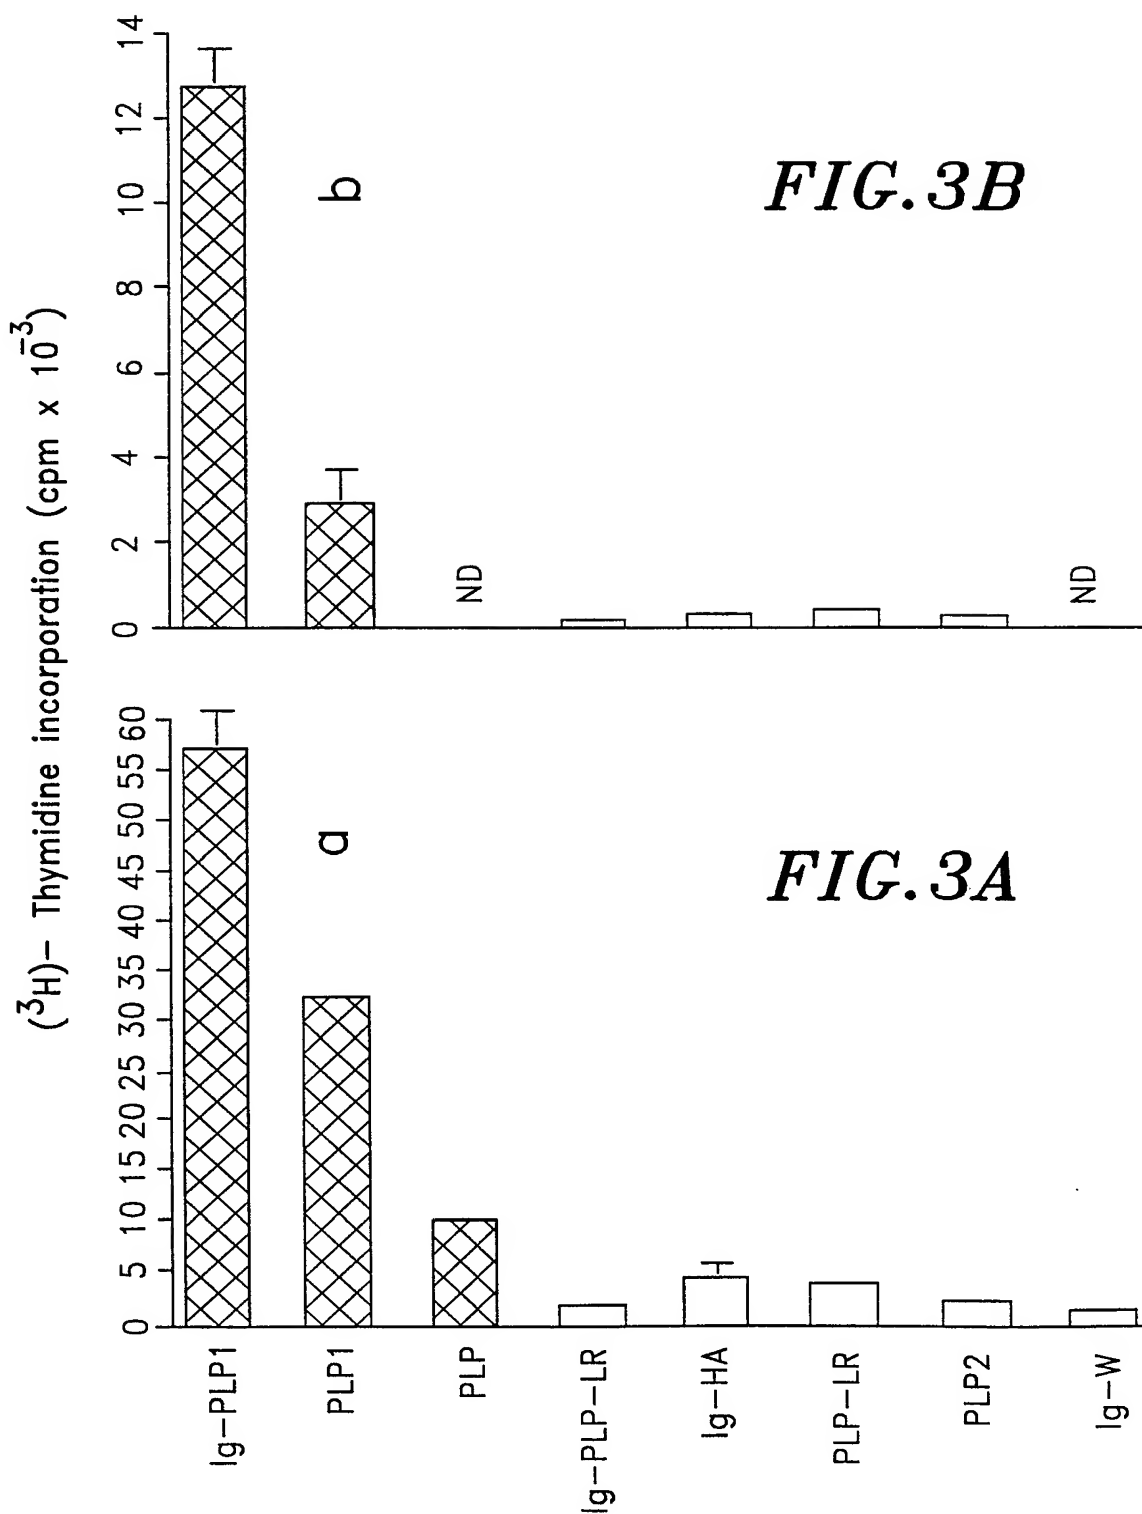 (³H)– Thymidine incorporation (cpm x 10⁻³)
0 2 4 6 8 10 12 14
b
ND
ND
FIG.3B
0 5 10 15 20 25 30 35 40 45 50 55 60
a
FIG.3A
Ig–PLP1
PLP1
PLP
Ig–PLP–LR
Ig–HA
PLP–LR
PLP2
Ig–W